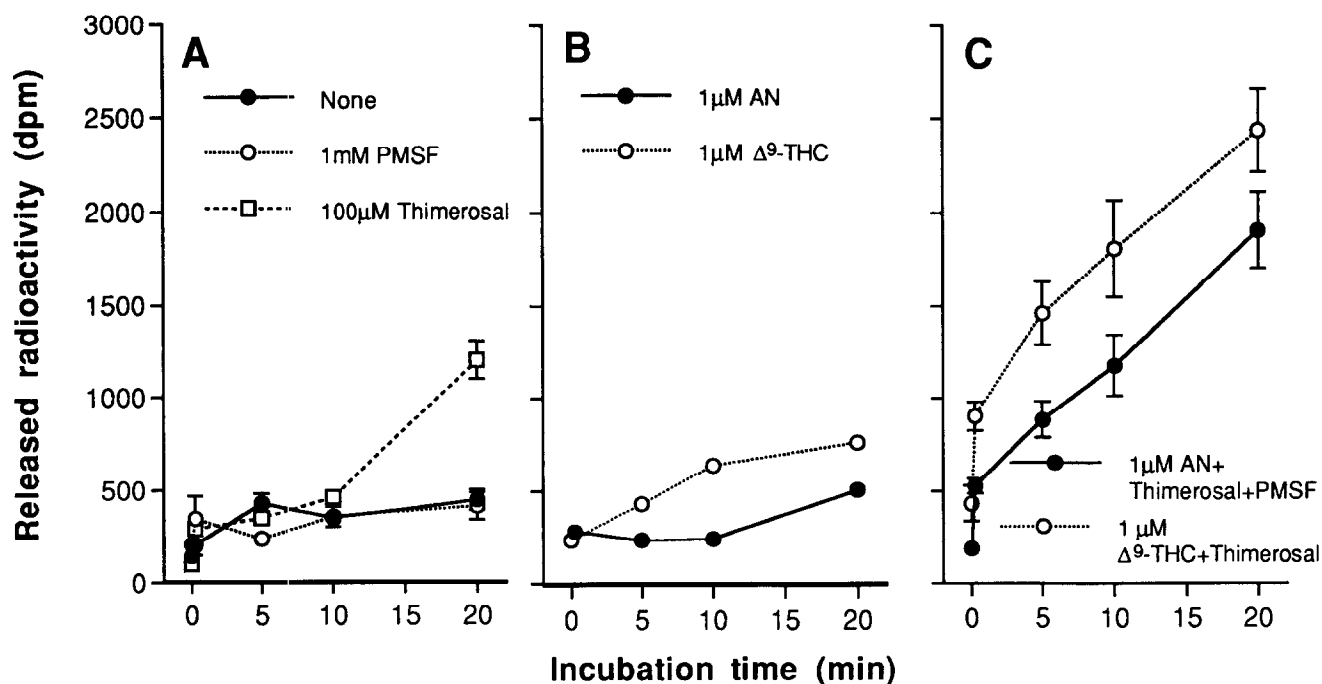 Released radioactivity (dpm)
3000
2500
2000
1500
1000
500
0
A
None
1mM PMSF
100μM Thimerosal
0 5 10 15 20
B
1μM AN
1μM Δ9-THC
0 5 10 15 20
C
1μM AN+
Thimerosal+PMSF
1 μM
Δ9-THC+Thimerosal
0 5 10 15 20
Incubation time (min)